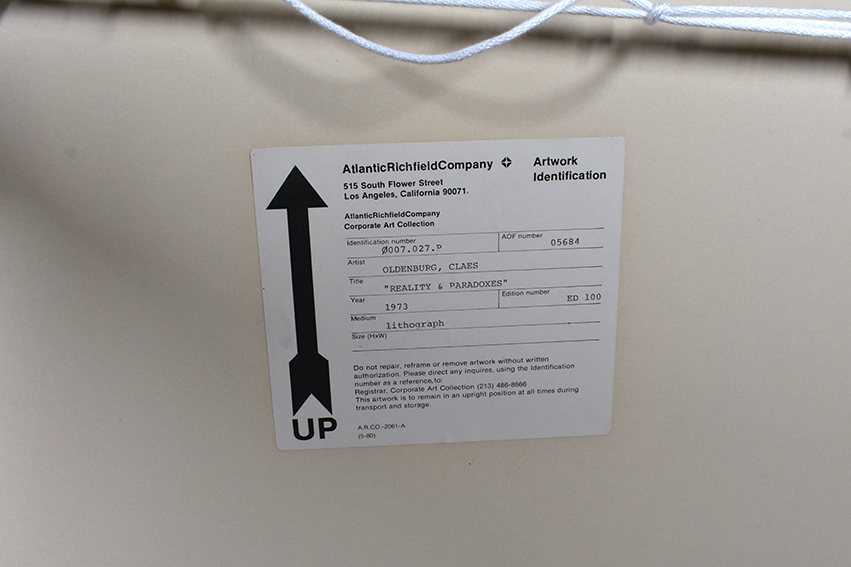 AtlanticRichfieldCompany
Artwork
Identification
515 South Flower Street
Los Angeles, California 90071.
AtlanticRichfieldCompany
Corporate Art Collection
Identification number
Ø007.027.P
AOF number
05684
Artist
OLDENBURG, CLAES
Title
"REALITY & PARADOXES"
Year
1973
Edition number
ED 100
Medium
lithograph
Size (HxW)
Do not repair, reframe or remove artwork without written
authorization. Please direct any inquires, using the Identification
number as a reference, to:
Registrar, Corporate Art Collection (213) 486-8666
This artwork is to remain in an upright position at all times during
transport and storage.
UP
A.R.CO.-2061-A
(5-80)